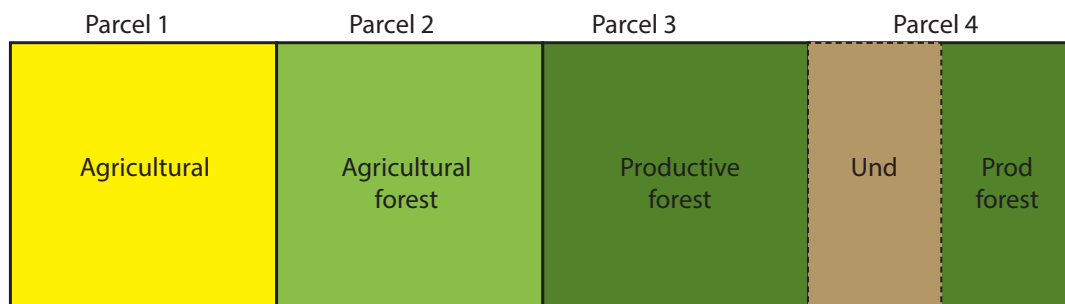 Parcel 1
Parcel 2
Parcel 3
Parcel 4
Agricultural
Agricultural
forest
Productive
forest
Und
Prod
forest